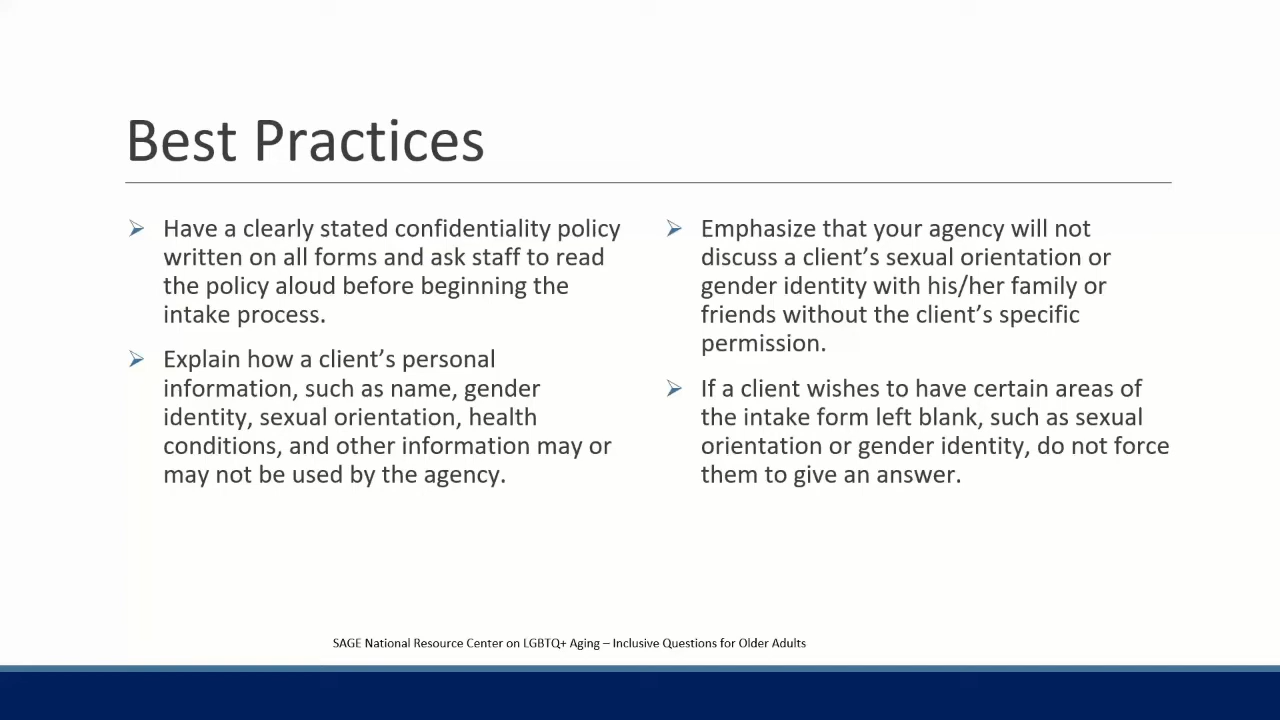 Best Practices
Have a clearly stated confidentiality policy
written on all forms and ask staff to read
the policy aloud before beginning the
intake process.
Explain how a client’s personal
information, such as name, gender
identity, sexual orientation, health
conditions, and other information may or
may not be used by the agency.
Emphasize that your agency will not
discuss a client’s sexual orientation or
gender identity with his/her family or
friends without the client’s specific
permission.
If a client wishes to have certain areas of
the intake form left blank, such as sexual
orientation or gender identity, do not force
them to give an answer.
SAGE National Resource Center on LGBTQ+ Aging – Inclusive Questions for Older Adults